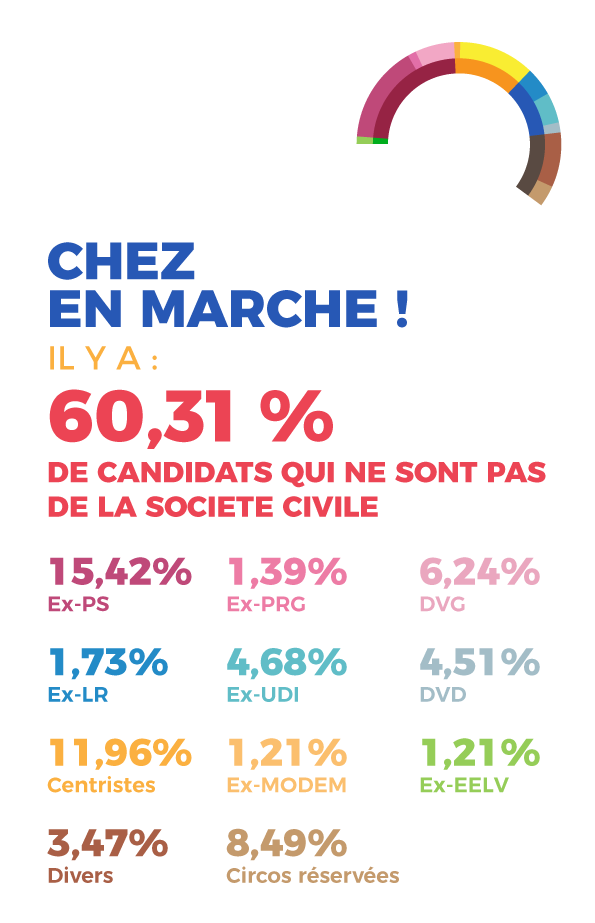 CHEZ
EN MARCHE !
IL Y A :
60,31 %
DE CANDIDATS QUI NE SONT PAS
DE LA SOCIETE CIVILE
15,42% 1,39% 6,24%
Ex-PS Ex-PRG DVG
1,73% 4,68% 4,51%
Ex-LR Ex-UDI DVD
11,96% 1,21% 1,21%
Centristes Ex-MODEM Ex-EELV
3,47% 8,49%
Divers Circos réservées